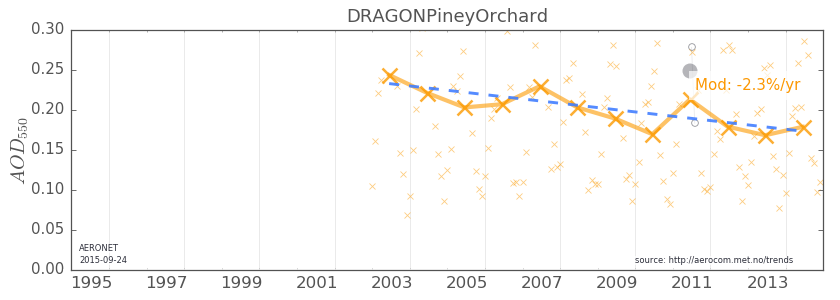 DRAGONPineyOrchard
0.30
0.25
0.20
0.15
0.10
0.05
0.00
AOD550
Mod: -2.3%/yr
AERONET
2015-09-24
source: http://aerocom.met.no/trends
1995 1997 1999 2001 2003 2005 2007 2009 2011 2013